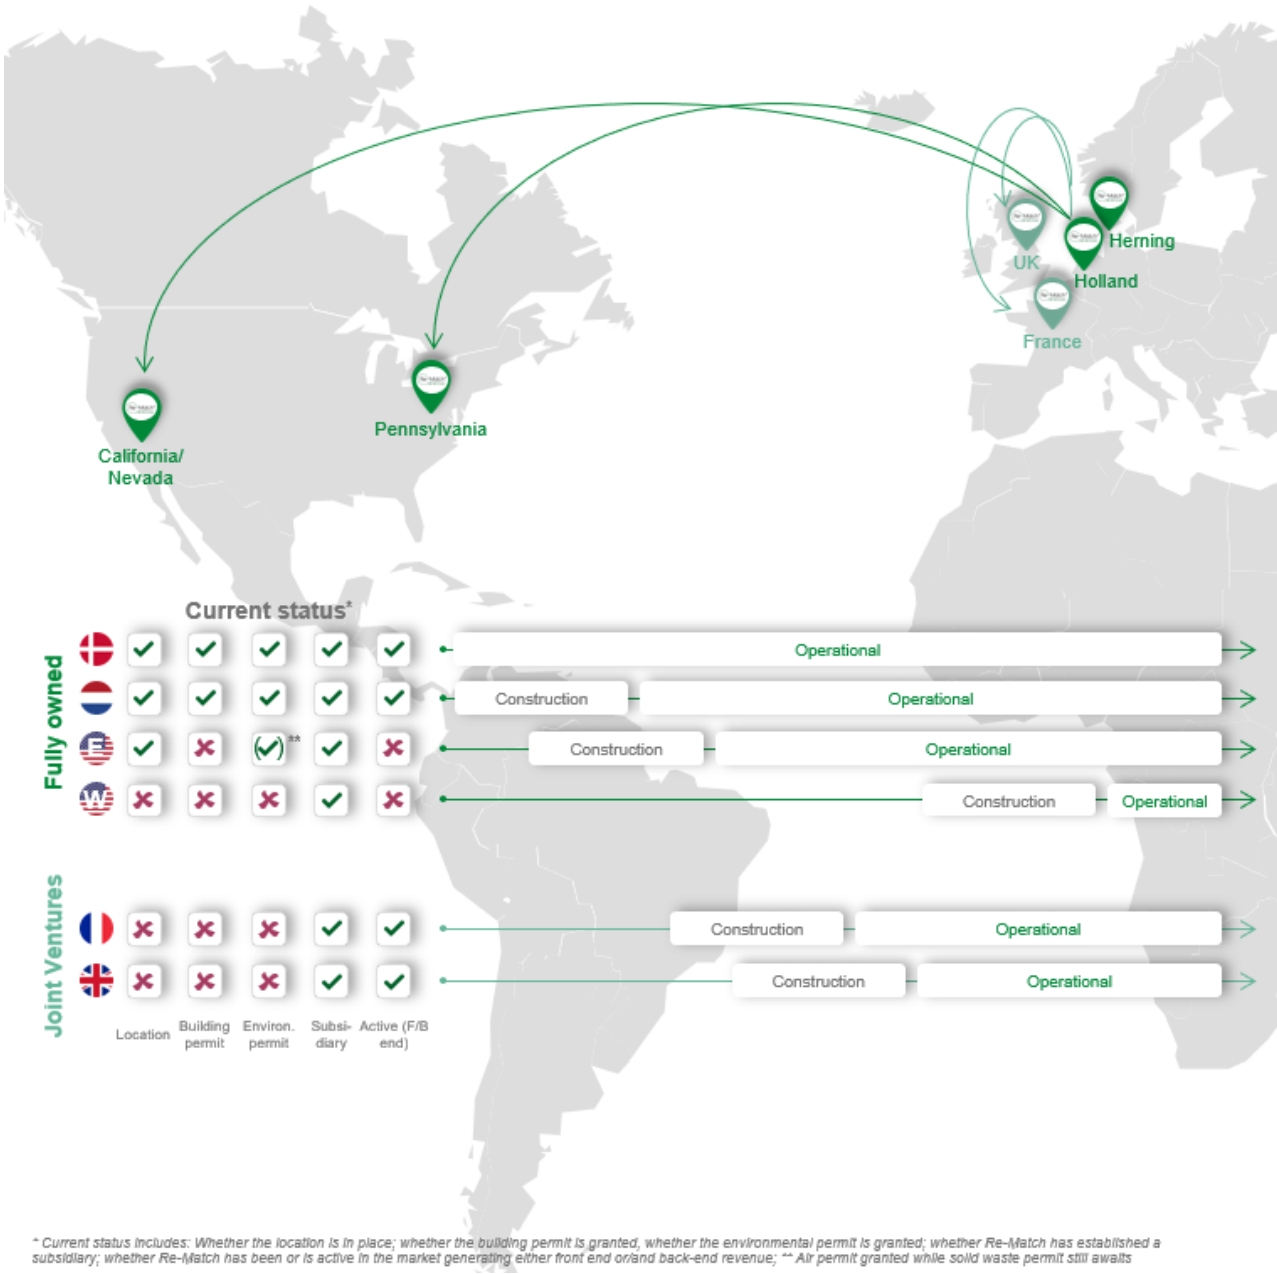 Herning
UK
Holland
France
Pennsylvania
California/
Nevada
Current status*
Fully owned
Operational
Construction
Operational
E
**
Construction
Operational
W
Construction
Operational
Joint Ventures
Construction
Operational
Construction
Operational
Location
Building
permit
Environ.
permit
Subsi-
diary
Active (F/B
end)
* Current status includes: Whether the location is in place; whether the building permit is granted, whether the environmental permit is granted; whether Re-Match has established a
subsidiary; whether Re-Match has been or is active in the market generating either front end or/and back-end revenue; ** Air permit granted while solid waste permit still awaits